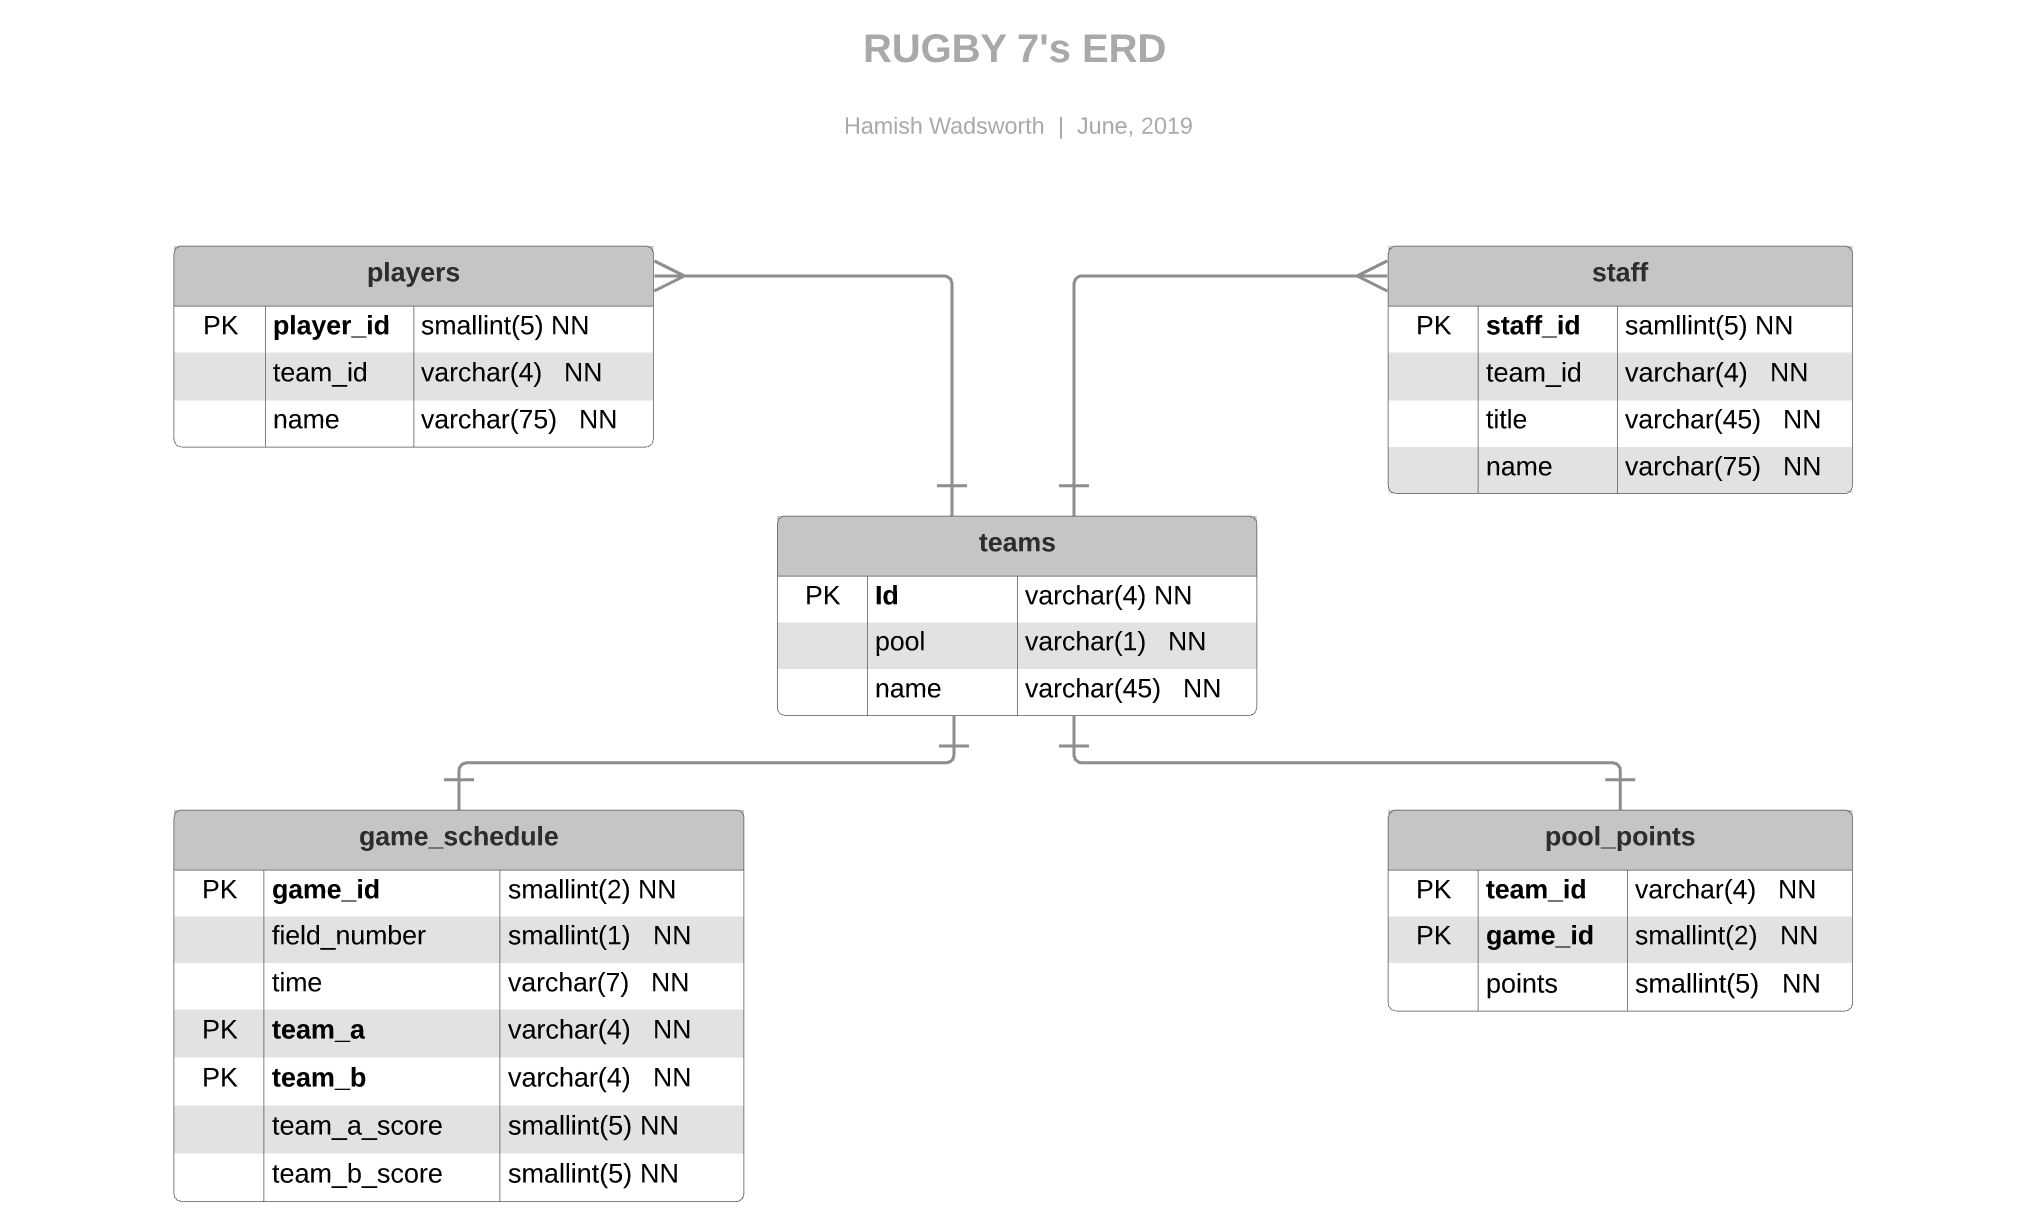 RUGBY 7's ERD
Hamish Wadsworth | June, 2019
players
PK player_id smallint(5) NN
team_id varchar(4) NN
name varchar(75) NN
staff
PK staff_id samllint(5) NN
team_id varchar(4) NN
title varchar(45) NN
name varchar(75) NN
teams
PK Id varchar(4) NN
pool varchar(1) NN
name varchar(45) NN
game_schedule
PK game_id smallint(2) NN
field_number smallint(1) NN
time varchar(7) NN
PK team_a varchar(4) NN
PK team_b varchar(4) NN
team_a_score smallint(5) NN
team_b_score smallint(5) NN
pool_points
PK team_id varchar(4) NN
PK game_id smallint(2) NN
points smallint(5) NN